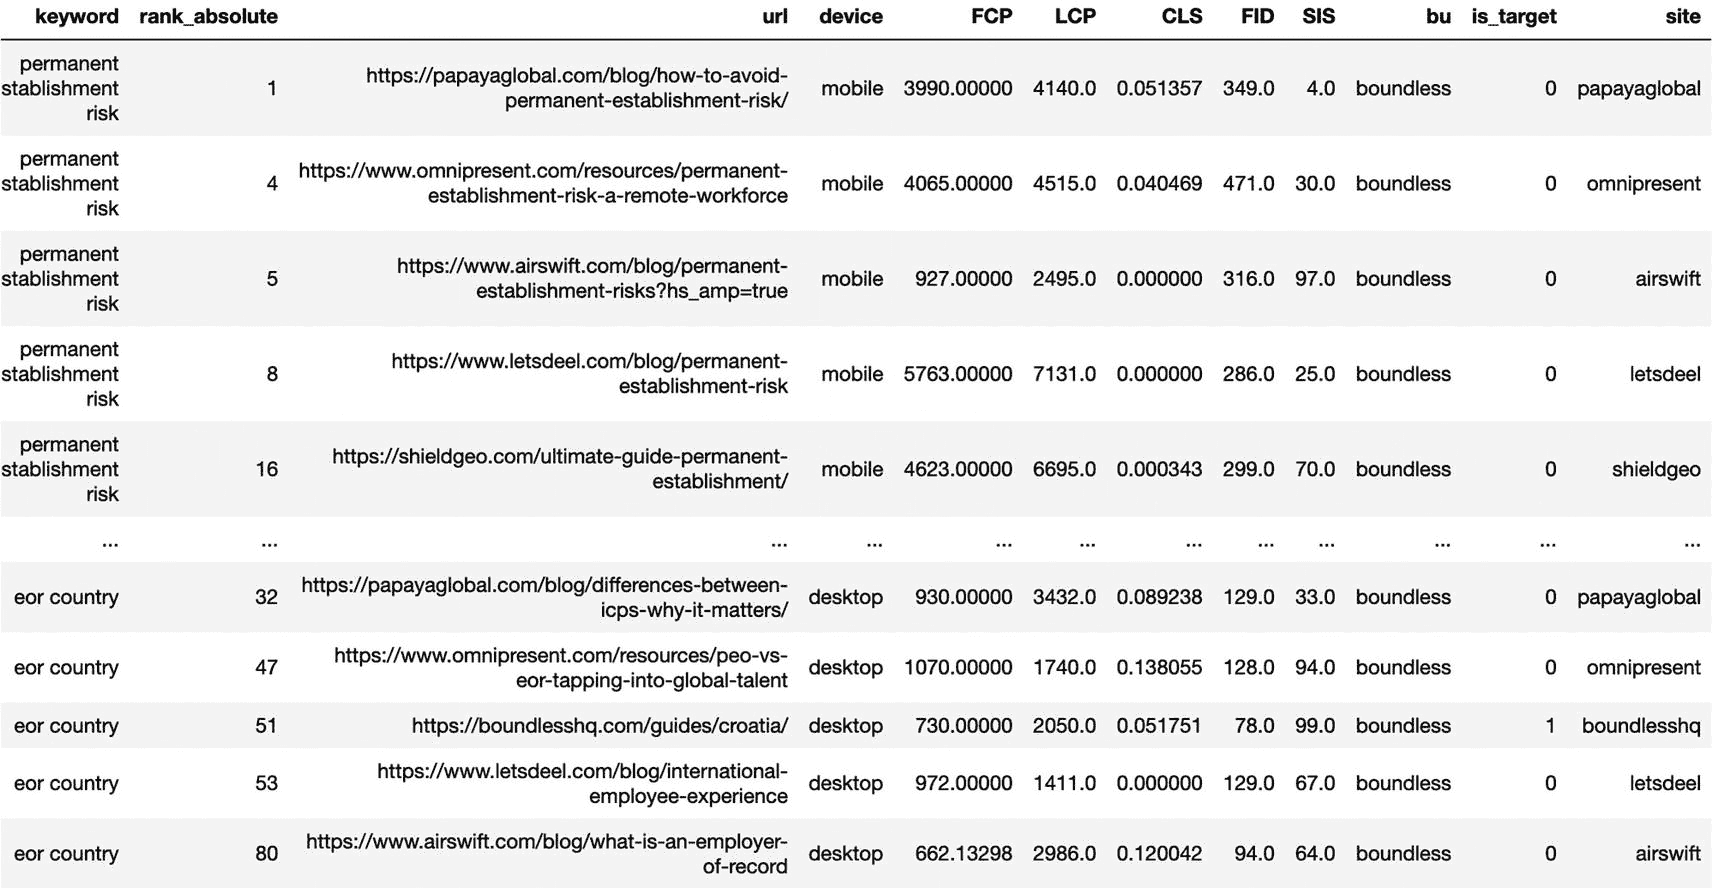 keyword rank_absolute url device FCP LCP CLS FID SIS bu is_target site
permanent
stablishment
risk
1
https://papayaglobal.com/blog/how-to-avoid-
permanent-establishment-risk/
mobile 3990.00000 4140.0 0.051357 349.0 4.0 boundless 0 papayaglobal
permanent
stablishment
risk
4
https://www.omnipresent.com/resources/permanent-
establishment-risk-a-remote-workforce
mobile 4065.00000 4515.0 0.040469 471.0 30.0 boundless 0 omnipresent
permanent
stablishment
risk
5
https://www.airswift.com/blog/permanent-
establishment-risks?hs_amp=true
mobile 927.00000 2495.0 0.000000 316.0 97.0 boundless 0 airswift
permanent
stablishment
risk
8
https://www.letsdeel.com/blog/permanent-
establishment-risk
mobile 5763.00000 7131.0 0.000000 286.0 25.0 boundless 0 letsdeel
permanent
stablishment
risk
16
https://shieldgeo.com/ultimate-guide-permanent-
establishment/
mobile 4623.00000 6695.0 0.000343 299.0 70.0 boundless 0 shieldgeo
... ... ... ... ... ... ... ... ... ... ... ...
eor country 32
https://papayaglobal.com/blog/differences-between-
icps-why-it-matters/
desktop 930.00000 3432.0 0.089238 129.0 33.0 boundless 0 papayaglobal
eor country 47
https://www.omnipresent.com/resources/peo-vs-
eor-tapping-into-global-talent
desktop 1070.00000 1740.0 0.138055 128.0 94.0 boundless 0 omnipresent
eor country 51 https://boundlesshq.com/guides/croatia/ desktop 730.00000 2050.0 0.051751 78.0 99.0 boundless 1 boundlesshq
eor country 53
https://www.letsdeel.com/blog/international-
employee-experience
desktop 972.00000 1411.0 0.000000 129.0 67.0 boundless 0 letsdeel
eor country 80
https://www.airswift.com/blog/what-is-an-employer-
of-record
desktop 662.13298 2986.0 0.120042 94.0 64.0 boundless 0 airswift